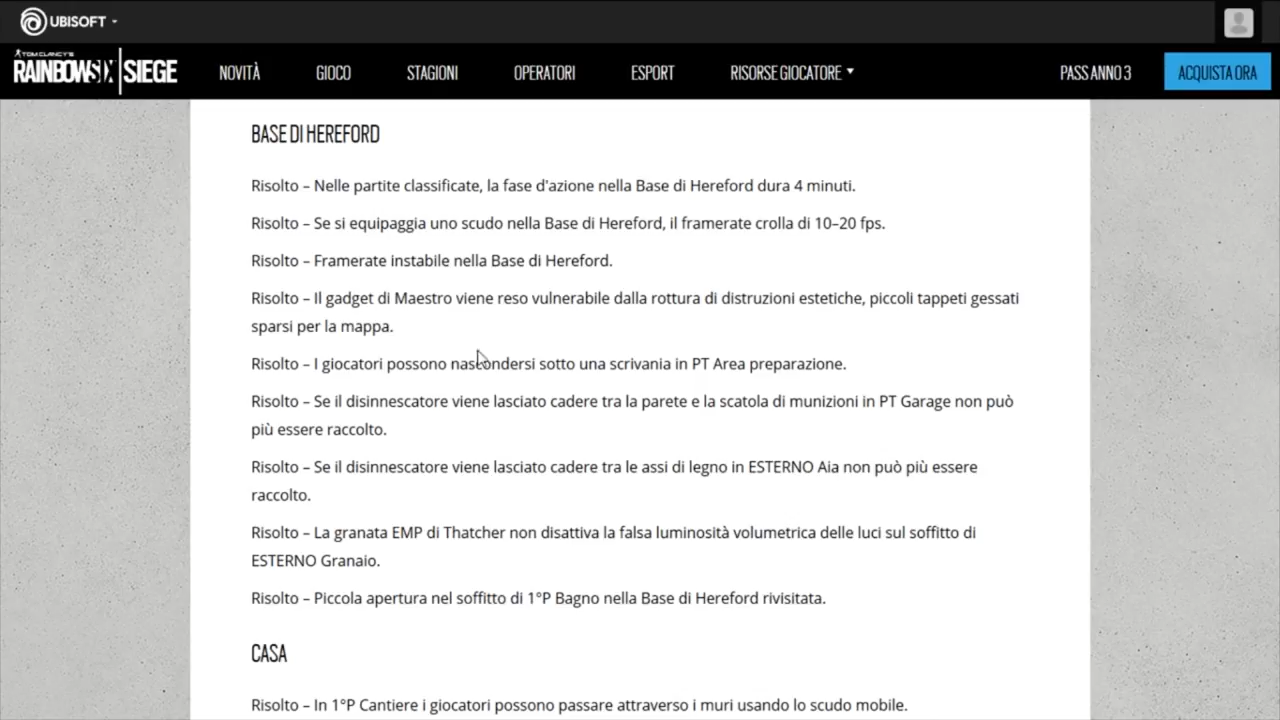 UBISOFT
TOM CLANCY'S
RAINBOWSIX SIEGE
NOVITÀ
GIOCO
STAGIONI
OPERATORI
ESPORT
RISORSE GIOCATORE
PASS ANNO 3
ACQUISTA ORA
BASE DI HEREFORD
Risolto – Nelle partite classificate, la fase d'azione nella Base di Hereford dura 4 minuti.
Risolto – Se si equipaggia uno scudo nella Base di Hereford, il framerate crolla di 10–20 fps.
Risolto – Framerate instabile nella Base di Hereford.
Risolto – Il gadget di Maestro viene reso vulnerabile dalla rottura di distruzioni estetiche, piccoli tappeti gessati
sparsi per la mappa.
Risolto – I giocatori possono nascondersi sotto una scrivania in PT Area preparazione.
Risolto – Se il disinnescatore viene lasciato cadere tra la parete e la scatola di munizioni in PT Garage non può
più essere raccolto.
Risolto – Se il disinnescatore viene lasciato cadere tra le assi di legno in ESTERNO Aia non può più essere
raccolto.
Risolto – La granata EMP di Thatcher non disattiva la falsa luminosità volumetrica delle luci sul soffitto di
ESTERNO Granaio.
Risolto – Piccola apertura nel soffitto di 1°P Bagno nella Base di Hereford rivisitata.
CASA
Risolto – In 1°P Cantiere i giocatori possono passare attraverso i muri usando lo scudo mobile.